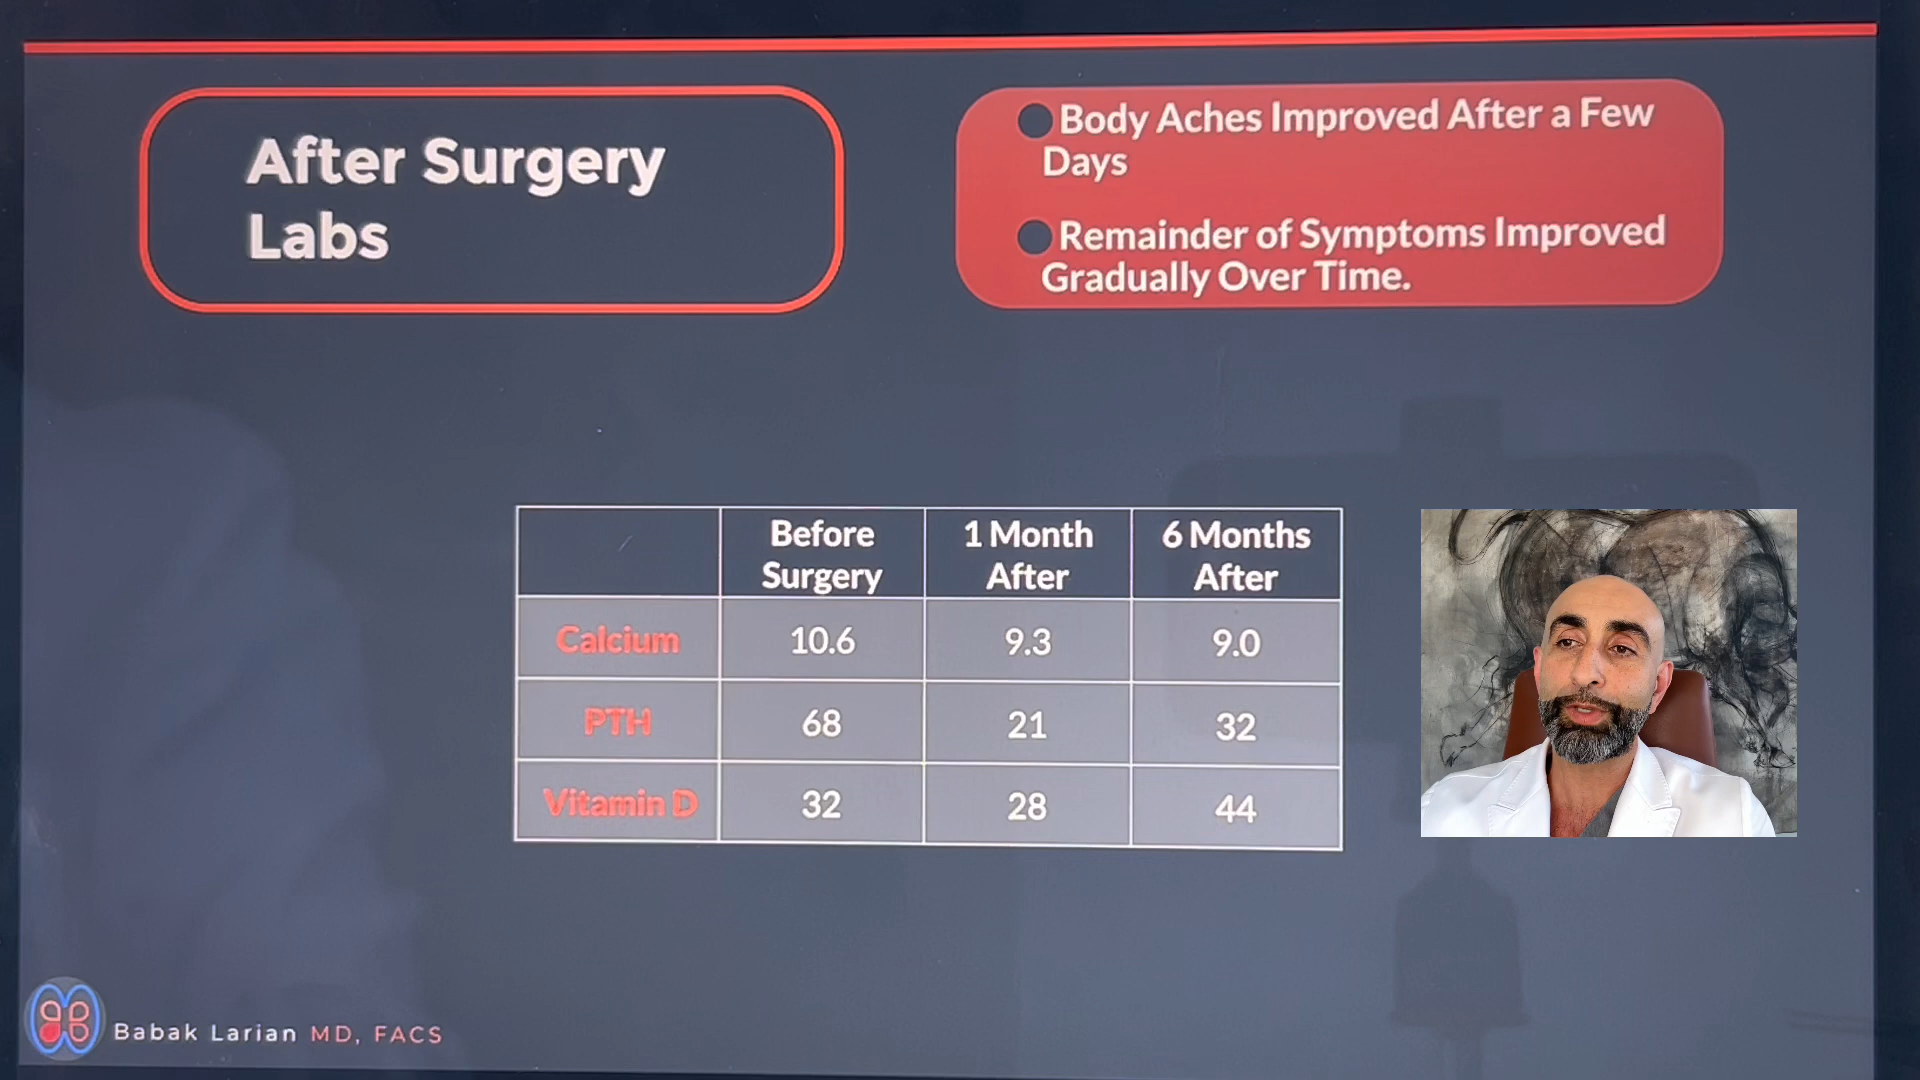 After Surgery
Labs
Body Aches Improved After a Few
Days
Remainder of Symptoms Improved
Gradually Over Time.
Before Surgery 1 Month After 6 Months After
Calcium 10.6 9.3 9.0
PTH 68 21 32
Vitamin D 32 28 44
Babak Larian MD, FACS